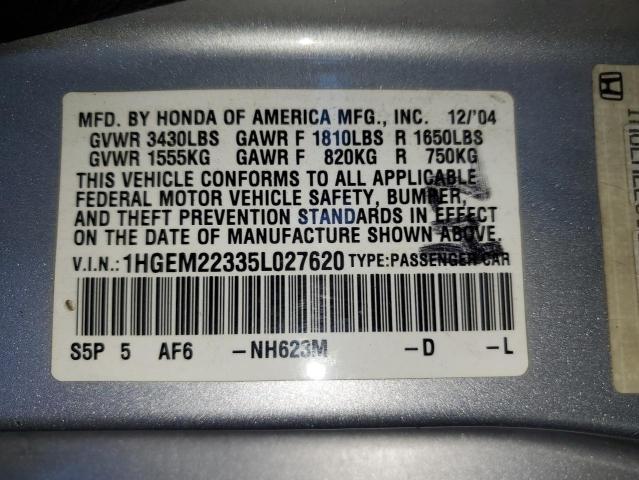 MFD. BY HONDA OF AMERICA MFG., INC. 12/'04
GVWR 3430LBS GAWR F 1810LBS R 1650LBS
GVWR 1555KG GAWR F 820KG R 750KG
THIS VEHICLE CONFORMS TO ALL APPLICABLE
FEDERAL MOTOR VEHICLE SAFETY, BUMPER,
AND THEFT PREVENTION STANDARDS IN EFFECT
ON THE DATE OF MANUFACTURE SHOWN ABOVE.
V.I.N.: 1HGEM22335L027620 TYPE: PASSENGER CAR
S5P 5 AF6 -NH623M -D -L